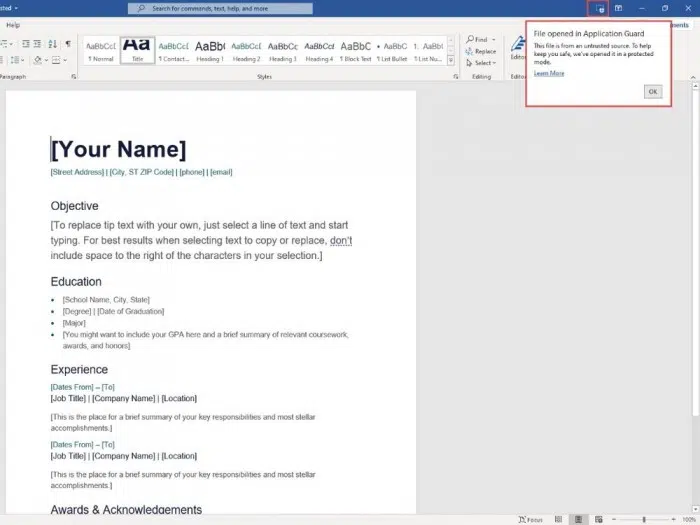 Search for commands, text, help, and more
Help
Find
Replace
Select
AaBbCcI AaBbCcI AaBb( AaBbCcI AaBbCc AaBbCcI AaBbC AaBbCc AaBbI
¶ Normal Title ¶ Contact... Heading 1 Heading 2 Heading 3 Heading 4 ¶ Block Text ¶ List Bullet ¶ List Nu...
Paragraph Styles Editing
File opened in Application Guard
This file is from an untrusted source. To help
keep you safe, we've opened it in a protected
mode.
Learn More
OK
[Your Name]
[Street Address] | [City, ST ZIP Code] | [phone] | [email]
Objective
[To replace tip text with your own, just select a line of text and start
typing. For best results when selecting text to copy or replace, don't
include space to the right of the characters in your selection.]
Education
[School Name, City, State]
[Degree] | [Date of Graduation]
[Major]
[You might want to include your GPA here and a brief summary of relevant coursework,
awards, and honors]
Experience
[Dates From] – [To]
[Job Title] | [Company Name] | [Location]
[This is the place for a brief summary of your key responsibilities and most stellar
accomplishments.]
[Dates From] – [To]
[Job Title] | [Company Name] | [Location]
[This is the place for a brief summary of your key responsibilities and most stellar
accomplishments.]
Awards & Acknowledgements
Focus 100%